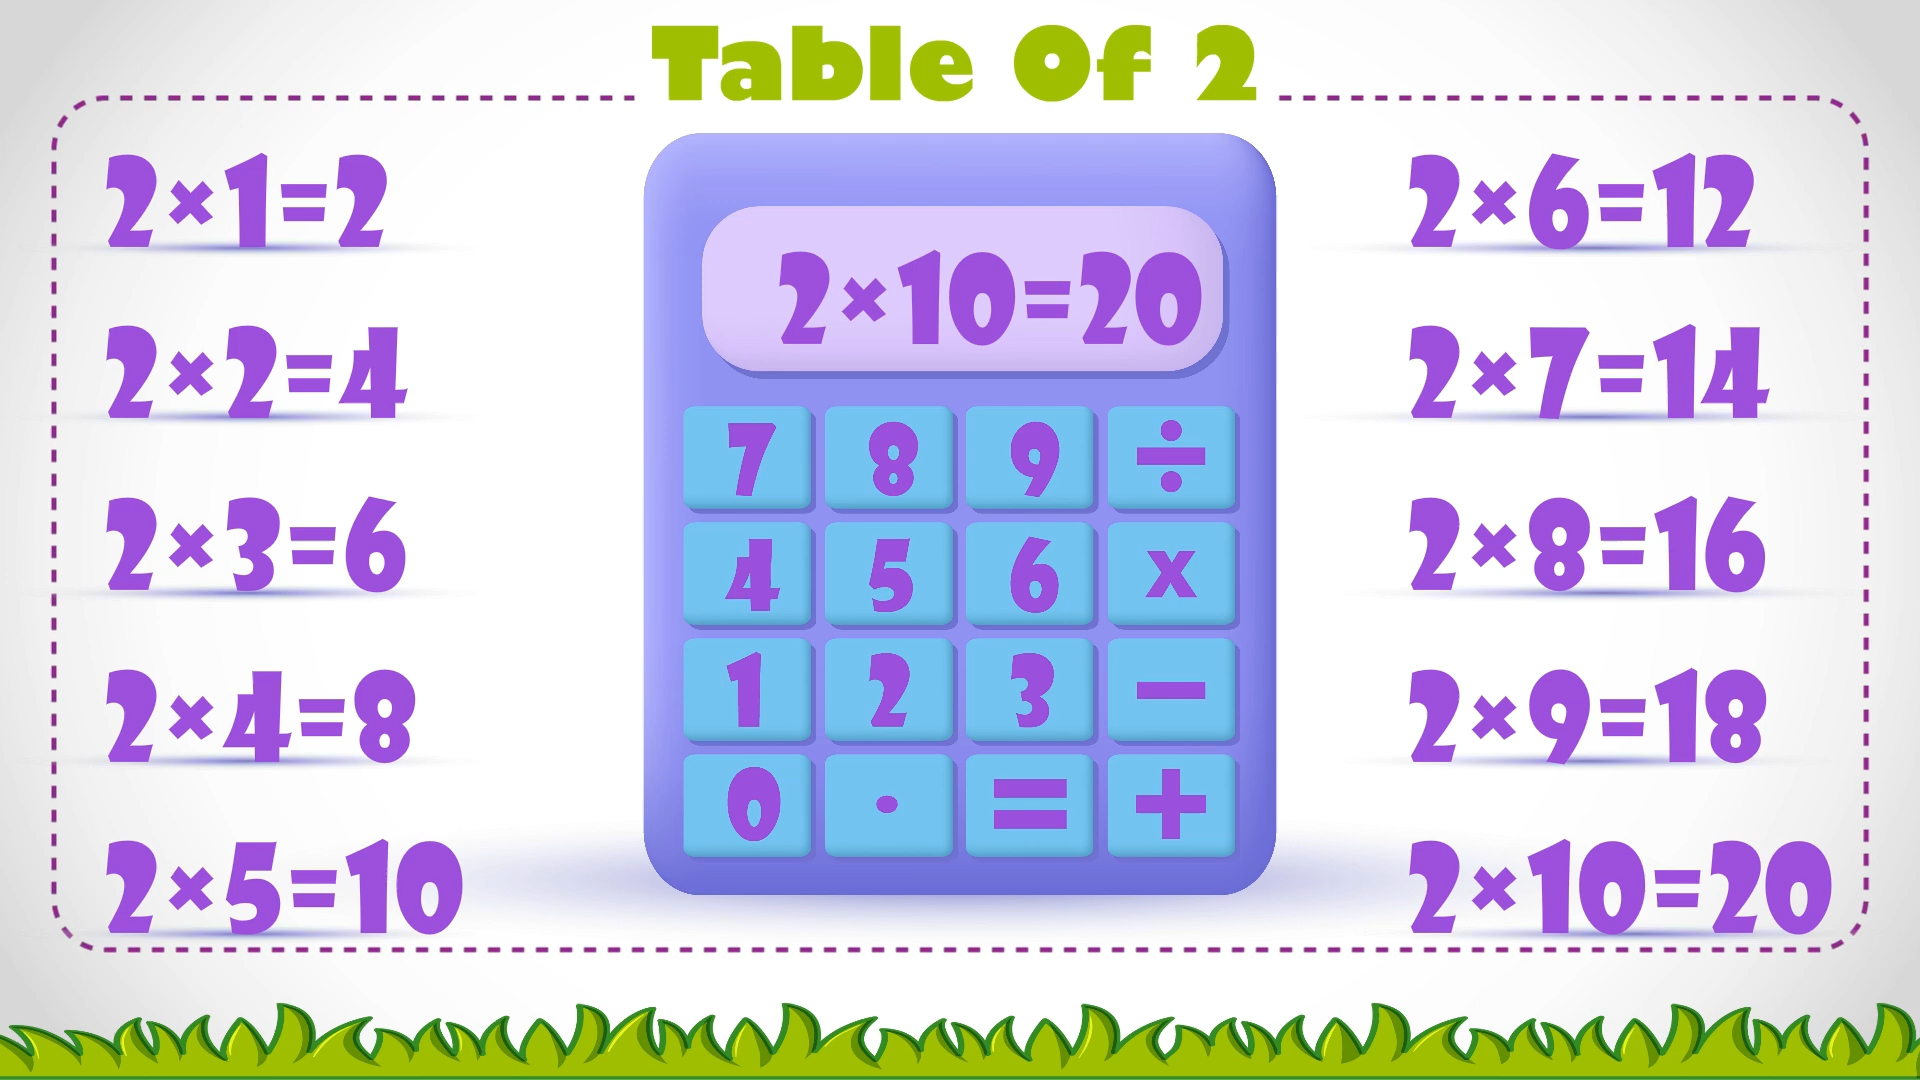 Table Of 2
2×1=2
2×2=4
2×3=6
2×4=8
2×5=10
2×10=20
7 8 9 ÷
4 5 6 x
1 2 3 −
0 . = +
2×6=12
2×7=14
2×8=16
2×9=18
2×10=20